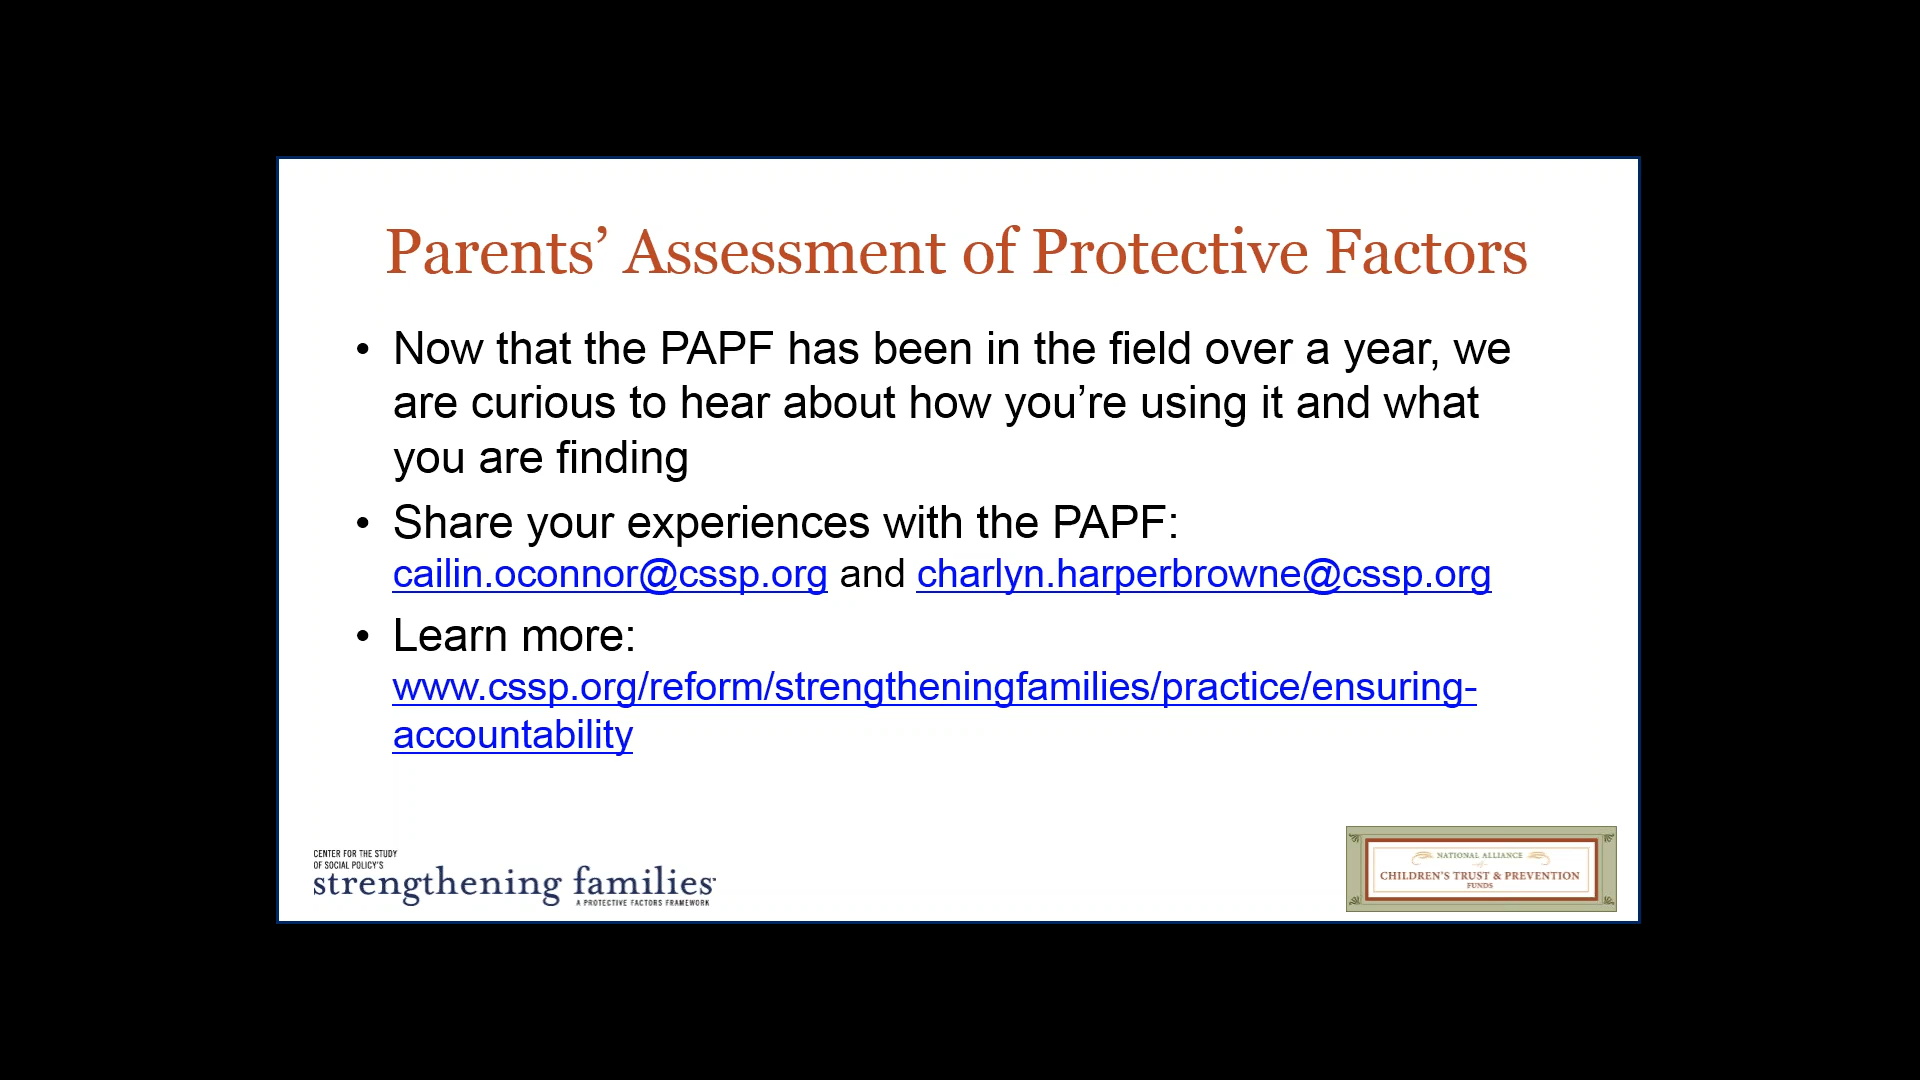 Parents’ Assessment of Protective Factors
• Now that the PAPF has been in the field over a year, we
are curious to hear about how you’re using it and what
you are finding
• Share your experiences with the PAPF:
cailin.oconnor@cssp.org and charlyn.harperbrowne@cssp.org
• Learn more:
www.cssp.org/reform/strengtheningfamilies/practice/ensuring-
accountability
CENTER FOR THE STUDY
OF SOCIAL POLICY'S
strengthening families
A PROTECTIVE FACTORS FRAMEWORK
NATIONAL ALLIANCE
of
CHILDREN'S TRUST & PREVENTION
FUNDS